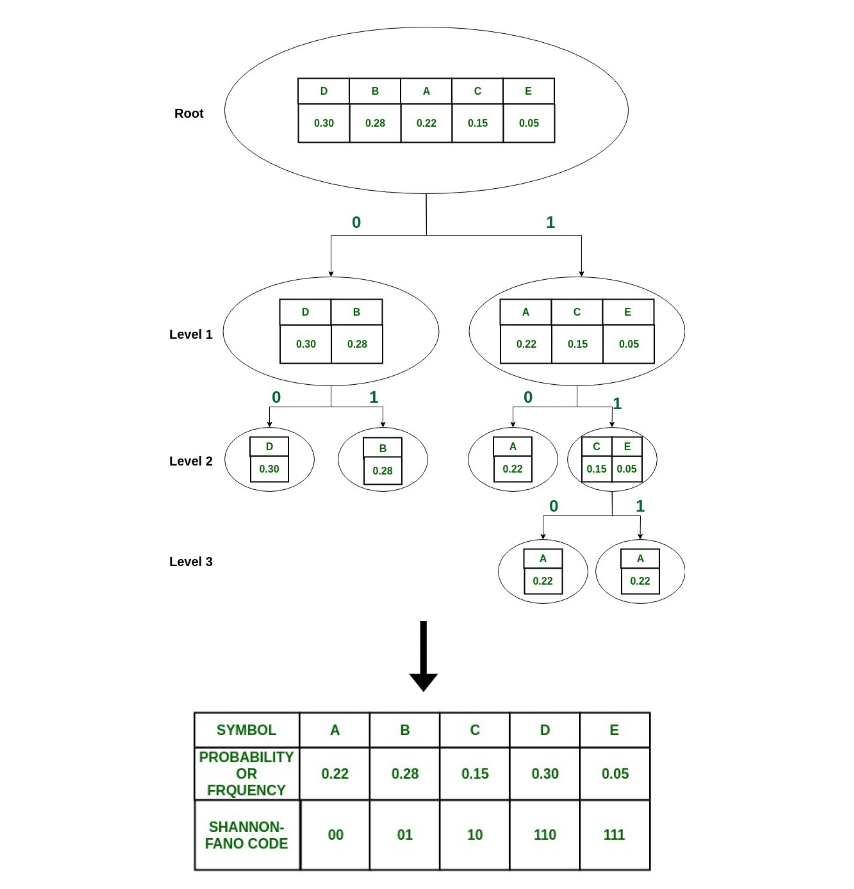 D B A C E
Root
0.30 0.28 0.22 0.15 0.05
0 1
D B A C E
Level 1
0.30 0.28 0.22 0.15 0.05
0 1 0 1
D B A C E
Level 2
0.30 0.28 0.22 0.15 0.05
0 1
Level 3
A A
0.22 0.22
SYMBOL A B C D E
PROBABILITY
OR
FRQUENCY
0.22 0.28 0.15 0.30 0.05
SHANNON-
FANO CODE
00 01 10 110 111